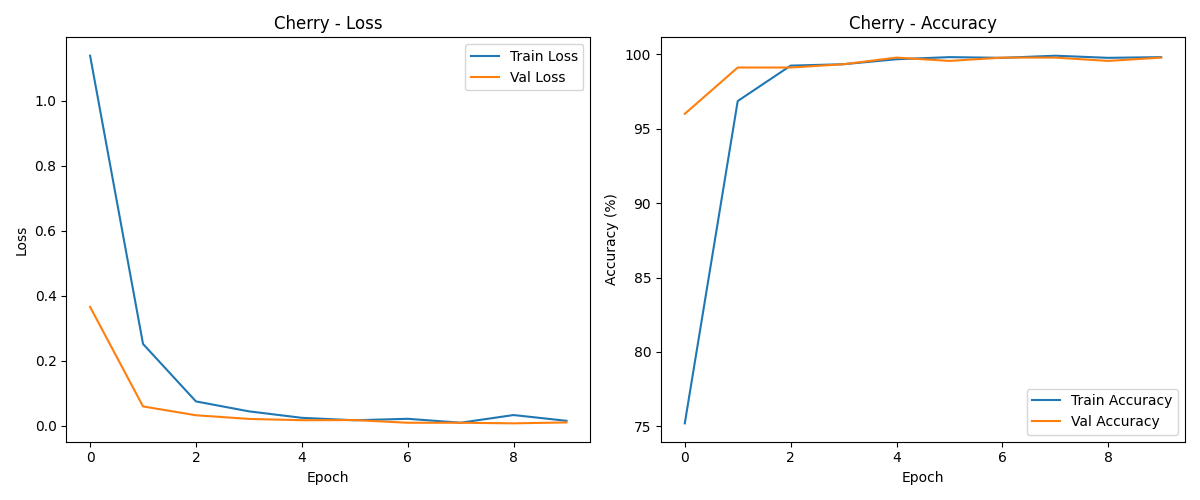 Cherry - Loss
Train Loss
Val Loss
1.0
0.8
0.6
0.4
0.2
0.0
Loss
0 2 4 6 8
Epoch
Cherry - Accuracy
100
95
90
85
80
75
Accuracy (%)
Train Accuracy
Val Accuracy
0 2 4 6 8
Epoch